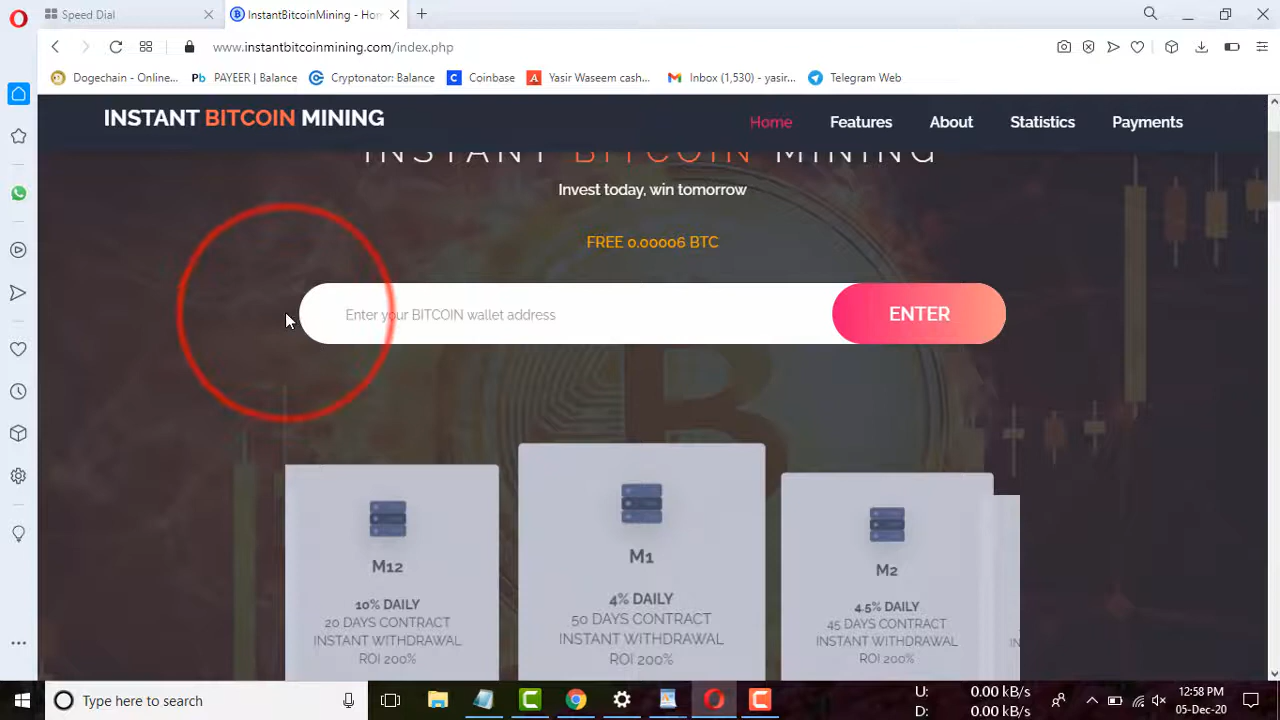 Speed Dial
InstantBitcoinMining - Hom
www.instantbitcoinmining.com/index.php
Dogechain - Online...
PAYEER | Balance
Cryptonator: Balance
Coinbase
Yasir Waseem cash...
Inbox (1,530) - yasir...
Telegram Web
INSTANT BITCOIN MINING
Home
Features
About
Statistics
Payments
INSTANT BITCOIN MINING
Invest today, win tomorrow
FREE 0.00006 BTC
Enter your BITCOIN wallet address
ENTER
M12
10% DAILY
20 DAYS CONTRACT
INSTANT WITHDRAWAL
ROI 200%
M1
4% DAILY
50 DAYS CONTRACT
INSTANT WITHDRAWAL
ROI 200%
M2
4.5% DAILY
45 DAYS CONTRACT
INSTANT WITHDRAWAL
ROI 200%
IN
Type here to search
U: 0.00 kB/s
D: 0.00 kB/s
12:58 PM
05-Dec-20